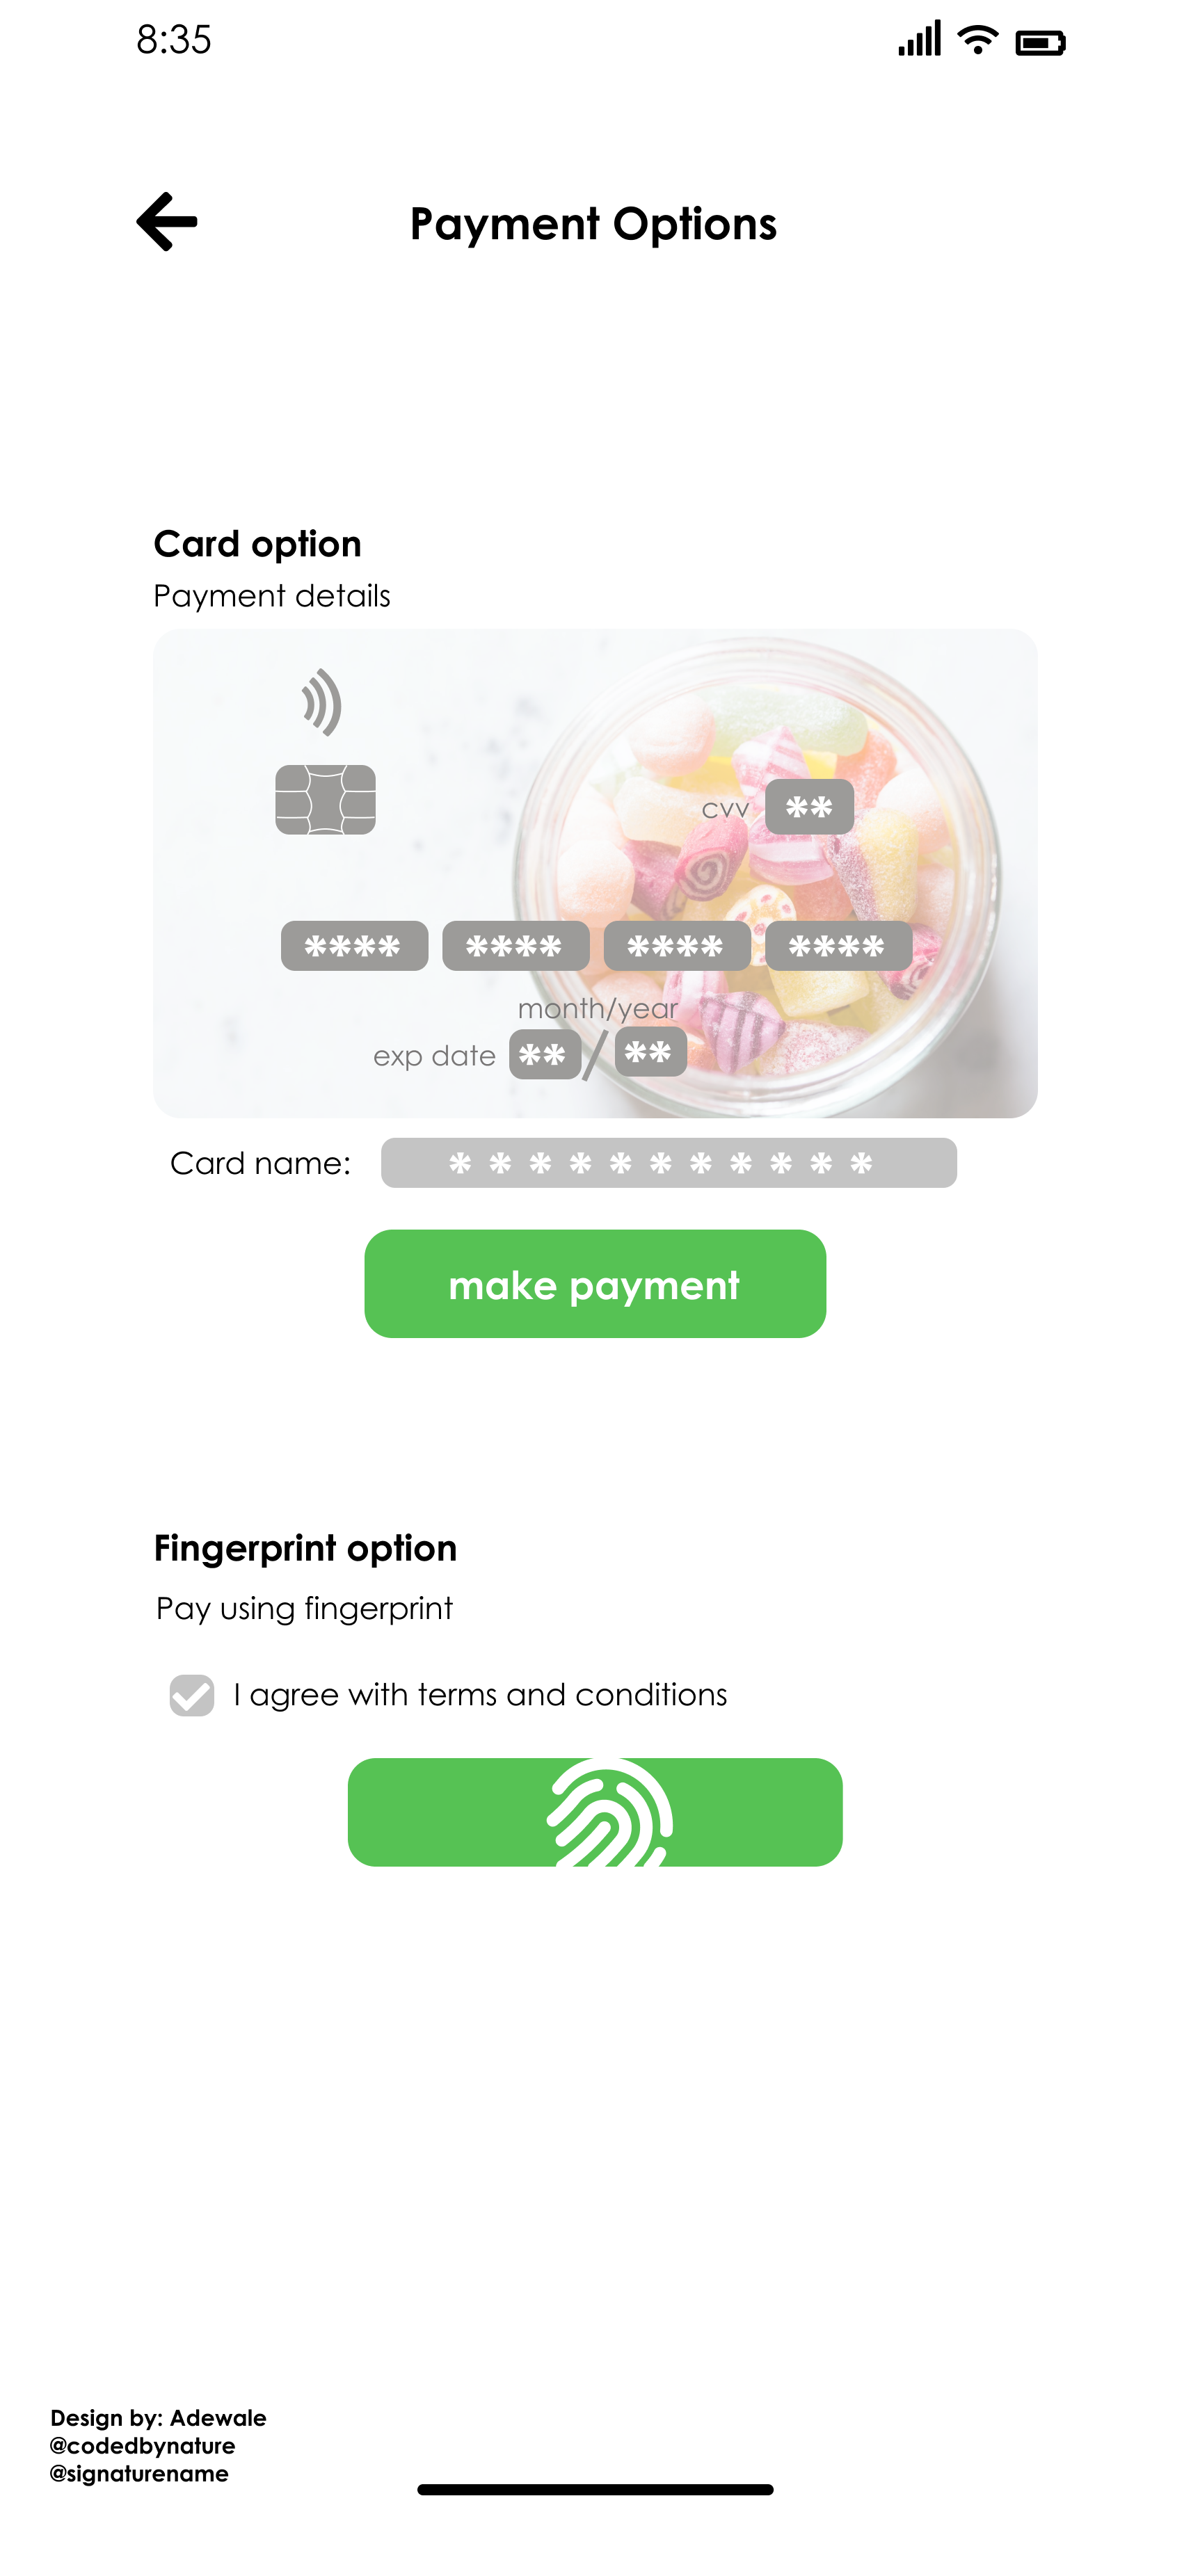 8:35
Payment Options
Card option
Payment details
cvv **
**** **** **** ****
month/year
exp date ** / **
Card name: * * * * * * * * * * *
make payment
Fingerprint option
Pay using fingerprint
I agree with terms and conditions
Design by: Adewale
@codedbynature
@signaturename